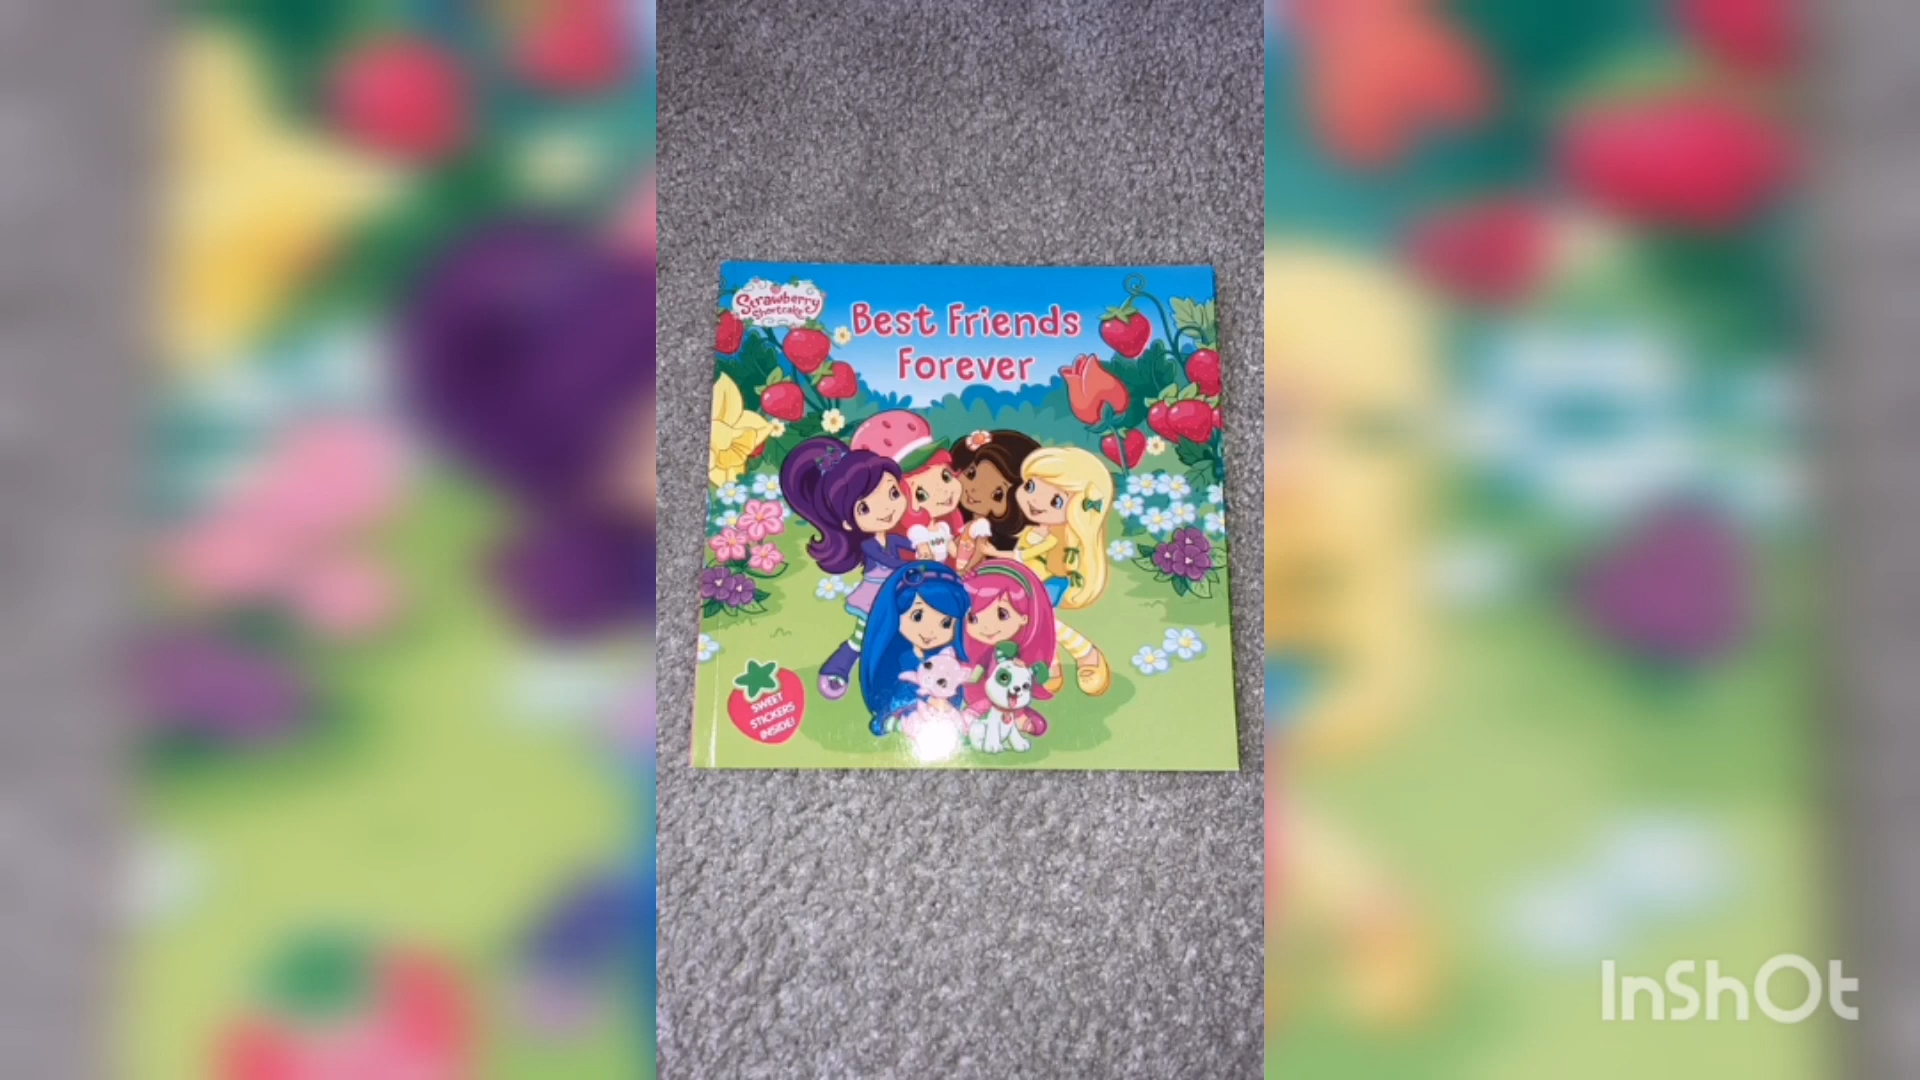 Strawberry
Shortcake
Best Friends
Forever
SWEET
STICKERS
INSIDE!
InShOt